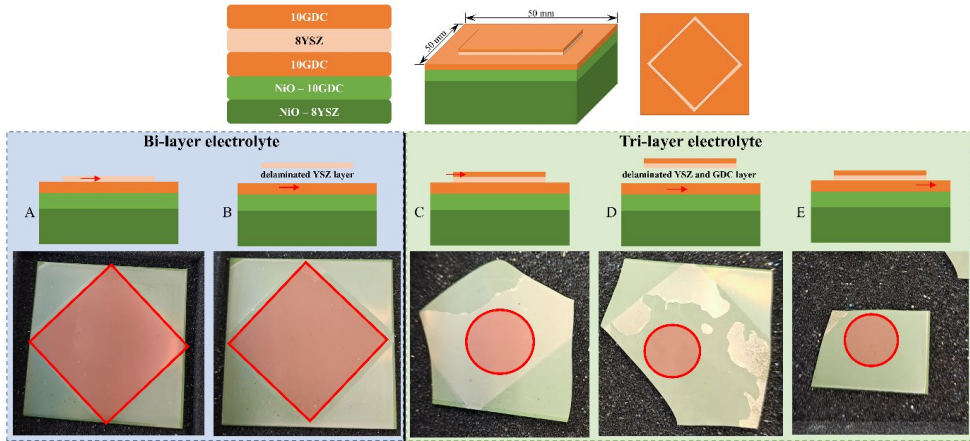 10GDC
8YSZ
10GDC
NiO – 10GDC
NiO – 8YSZ
50 mm
50 mm
Bi-layer electrolyte
Tri-layer electrolyte
delaminated YSZ layer
delaminated YSZ and GDC layer
A
B
C
D
E